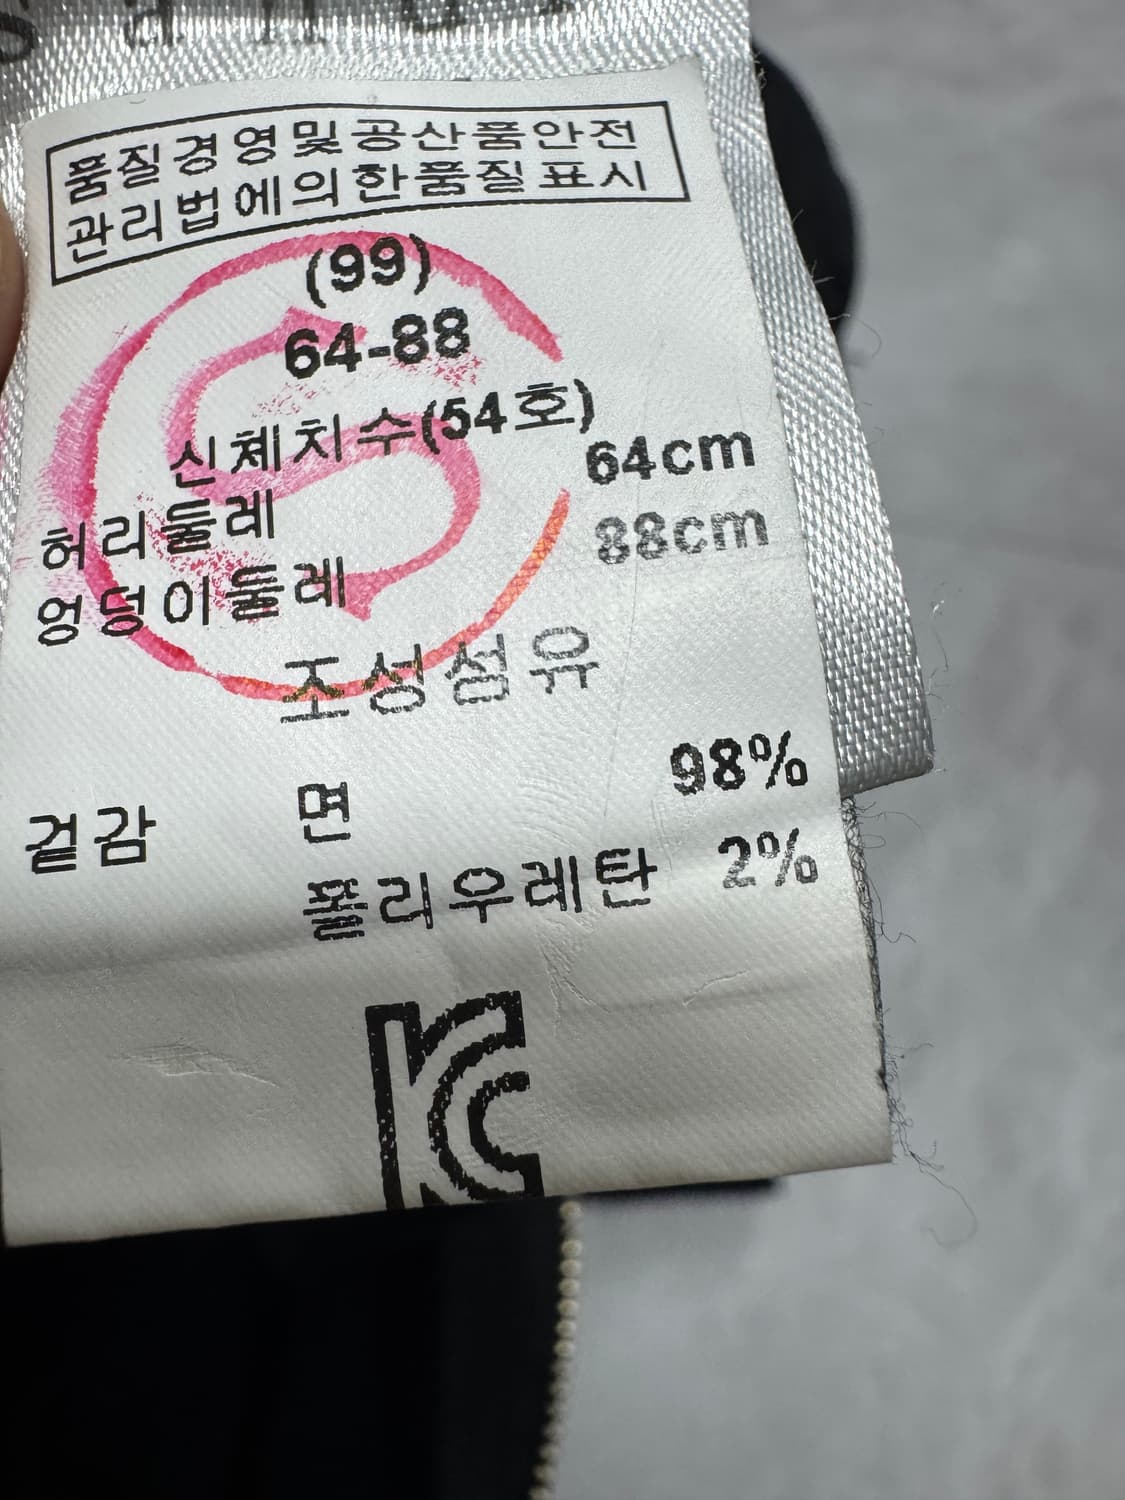 품질경영및공산품안전
관리법에의한품질표시
(99)
64-88
신체치수(54호)
허리둘레 64cm
엉덩이둘레 88cm
조성섬유
겉감 면 98%
폴리우레탄 2%
KC
S